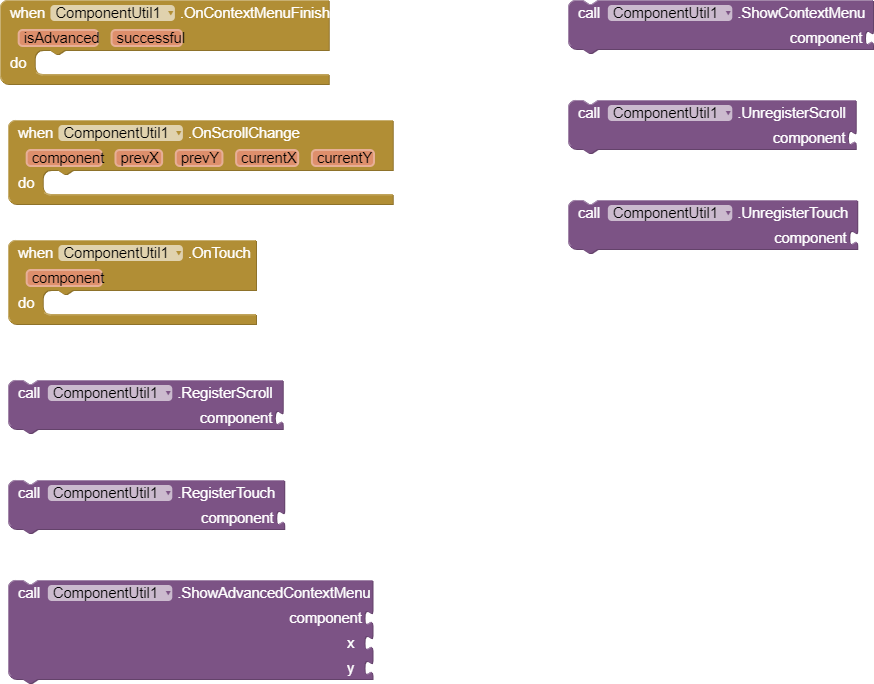 when ComponentUtil1 .OnContextMenuFinish
isAdvanced successful
do
when ComponentUtil1 .OnScrollChange
component prevX prevY currentX currentY
do
when ComponentUtil1 .OnTouch
component
do
call ComponentUtil1 .RegisterScroll
component
call ComponentUtil1 .RegisterTouch
component
call ComponentUtil1 .ShowAdvancedContextMenu
component
x
y
call ComponentUtil1 .ShowContextMenu
component
call ComponentUtil1 .UnregisterScroll
component
call ComponentUtil1 .UnregisterTouch
component